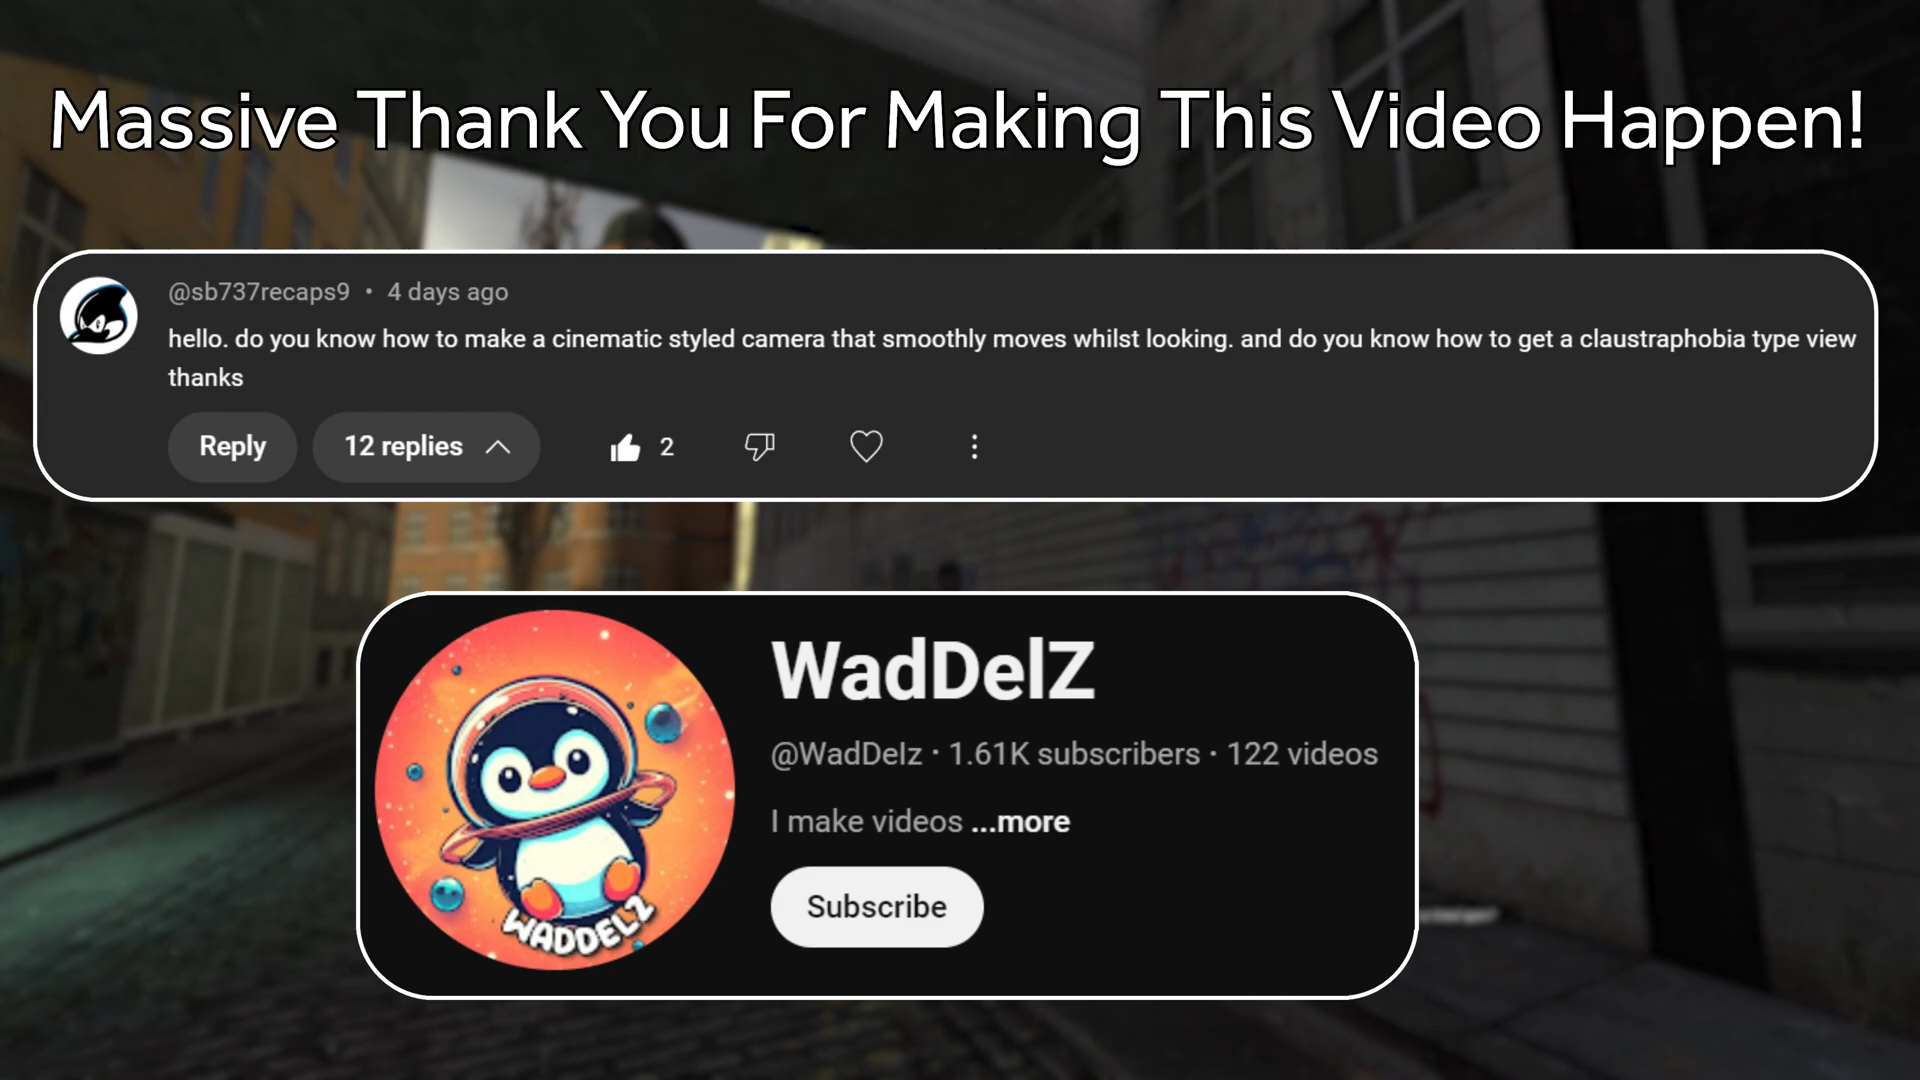 Massive Thank You For Making This Video Happen!
@sb737recaps9 • 4 days ago
hello. do you know how to make a cinematic styled camera that smoothly moves whilst looking. and do you know how to get a claustraphobia type view
thanks
Reply
12 replies
2
WadDelZ
@WadDelz · 1.61K subscribers · 122 videos
I make videos ...more
Subscribe
WADDELZ